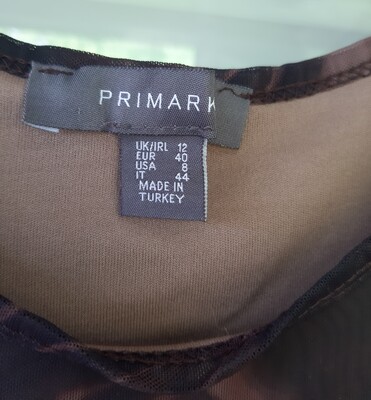 PRIMARK
UK/IRL 12
EUR 40
USA 8
IT 44
MADE IN
TURKEY